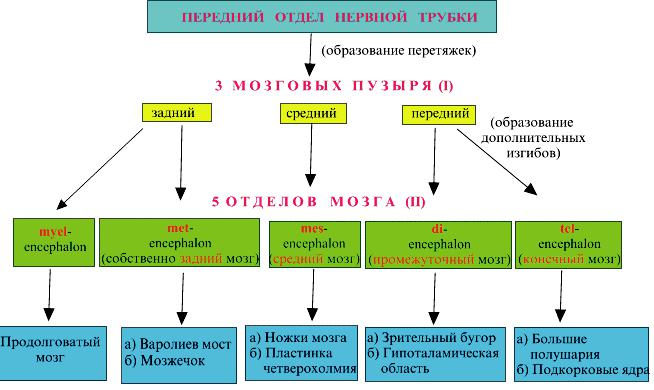 ПЕРЕДНИЙ ОТДЕЛ НЕРВНОЙ ТРУБКИ
(образование перетяжек)
3 МОЗГОВЫХ ПУЗЫРЯ (I)
задний
средний
передний
(образование
дополнительных
изгибов)
5 ОТДЕЛОВ МОЗГА (II)
myel-
encephalon
met-
encephalon
(собственно задний мозг)
mes-
encephalon
(средний мозг)
di-
encephalon
(промежуточный мозг)
tel-
encephalon
(конечный мозг)
Продолговатый
мозг
а) Варолиев мост
б) Мозжечок
а) Ножки мозга
б) Пластинка
четверохолмия
а) Зрительный бугор
б) Гипоталамическая
область
а) Большие
полушария
б) Подкорковые ядра